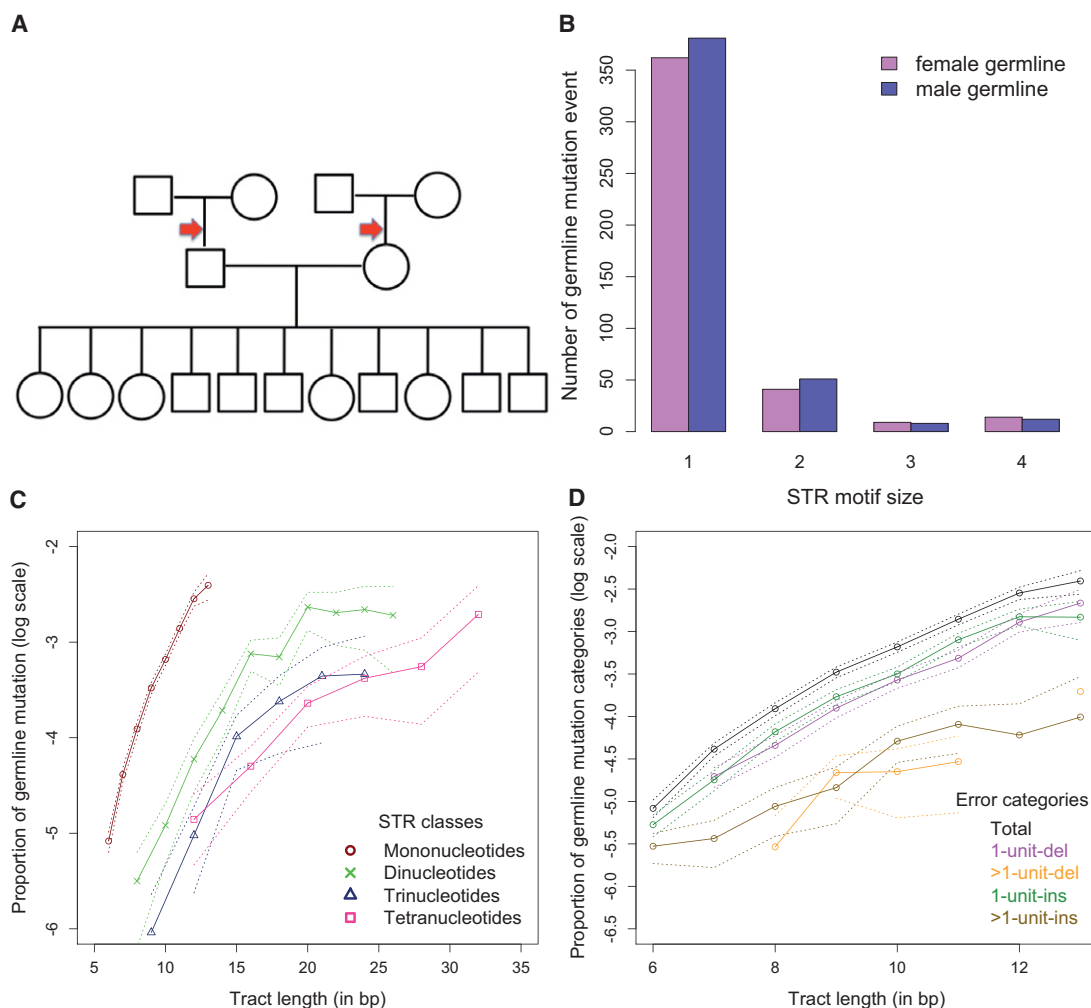 A
B
Number of germline mutation event
350
300
250
200
150
100
50
0
female germline
male germline
1 2 3 4
STR motif size
C
Proportion of germline mutation (log scale)
-2
-3
-4
-5
-6
STR classes
Mononucleotides
Dinucleotides
Trinucleotides
Tetranucleotides
5 10 15 20 25 30 35
Tract length (in bp)
D
Proportion of germline mutation categories (log scale)
-2.0
-2.5
-3.0
-3.5
-4.0
-4.5
-5.0
-5.5
-6.0
-6.5
Error categories
Total
1-unit-del
>1-unit-del
1-unit-ins
>1-unit-ins
6 8 10 12
Tract length (in bp)